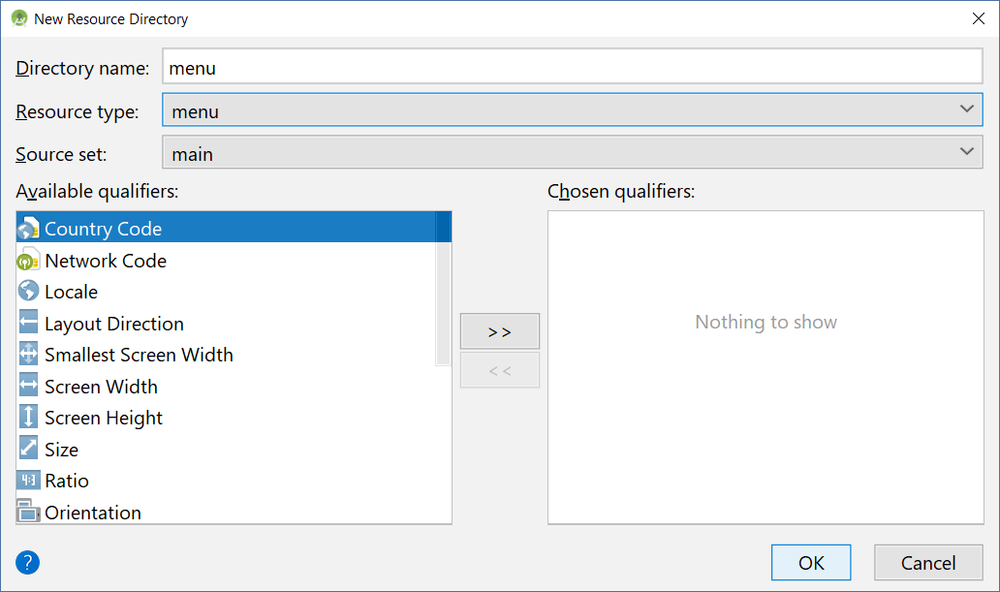 New Resource Directory
Directory name: menu
Resource type: menu
Source set: main
Available qualifiers:
Chosen qualifiers:
Country Code
Network Code
Locale
Layout Direction
Smallest Screen Width
Screen Width
Screen Height
Size
4:3 Ratio
Orientation
>>
<<
Nothing to show
?
OK
Cancel